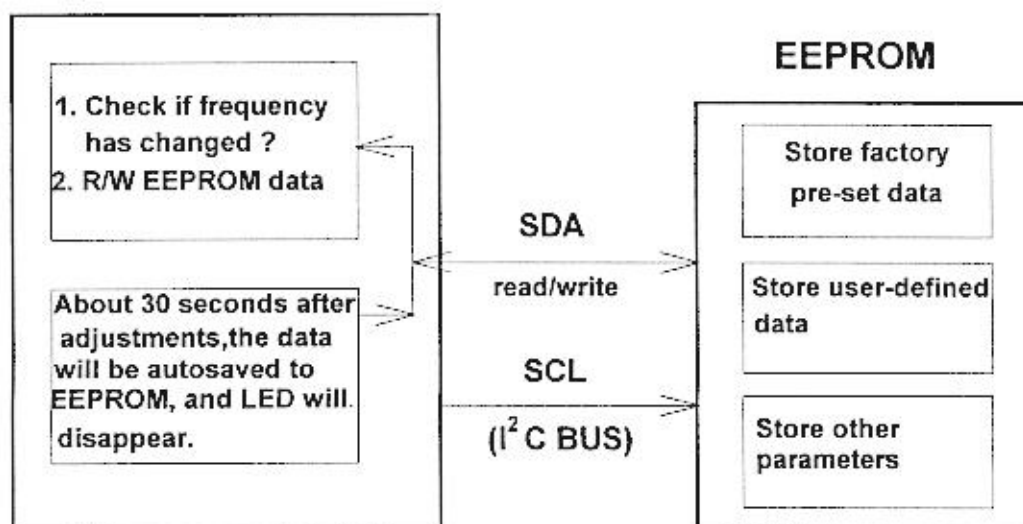 1. Check if frequency
has changed ?
2. R/W EEPROM data
About 30 seconds after
adjustments,the data
will be autosaved to
EEPROM, and LED will
disappear.
SDA
read/write
SCL
(I²C BUS)
EEPROM
Store factory
pre-set data
Store user-defined
data
Store other
parameters